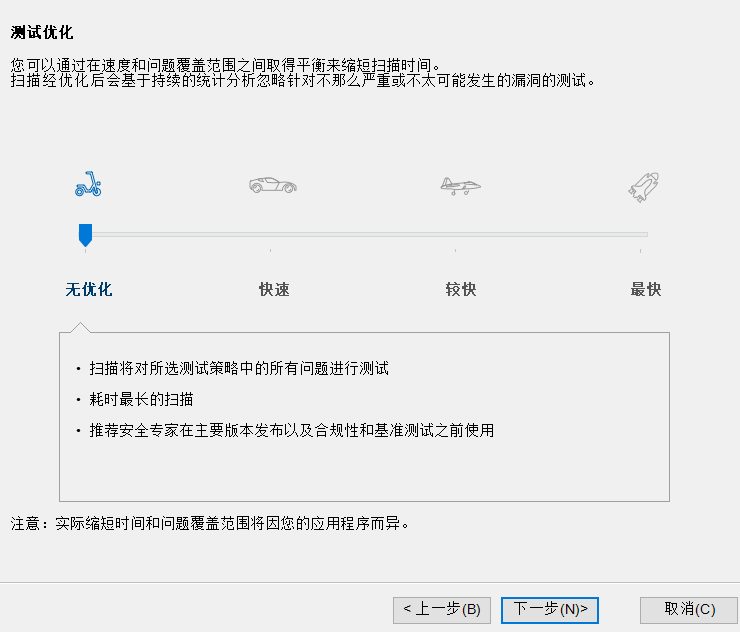 测试优化
您可以通过在速度和问题覆盖范围之间取得平衡来缩短扫描时间。
扫描经优化后会基于持续的统计分析忽略针对不那么严重或不太可能发生的漏洞的测试。
无优化 快速 较快 最快
• 扫描将对所选测试策略中的所有问题进行测试
• 耗时最长的扫描
• 推荐安全专家在主要版本发布以及合规性和基准测试之前使用
注意：实际缩短时间和问题覆盖范围将因您的应用程序而异。
< 上一步(B) 下一步(N)> 取消(C)